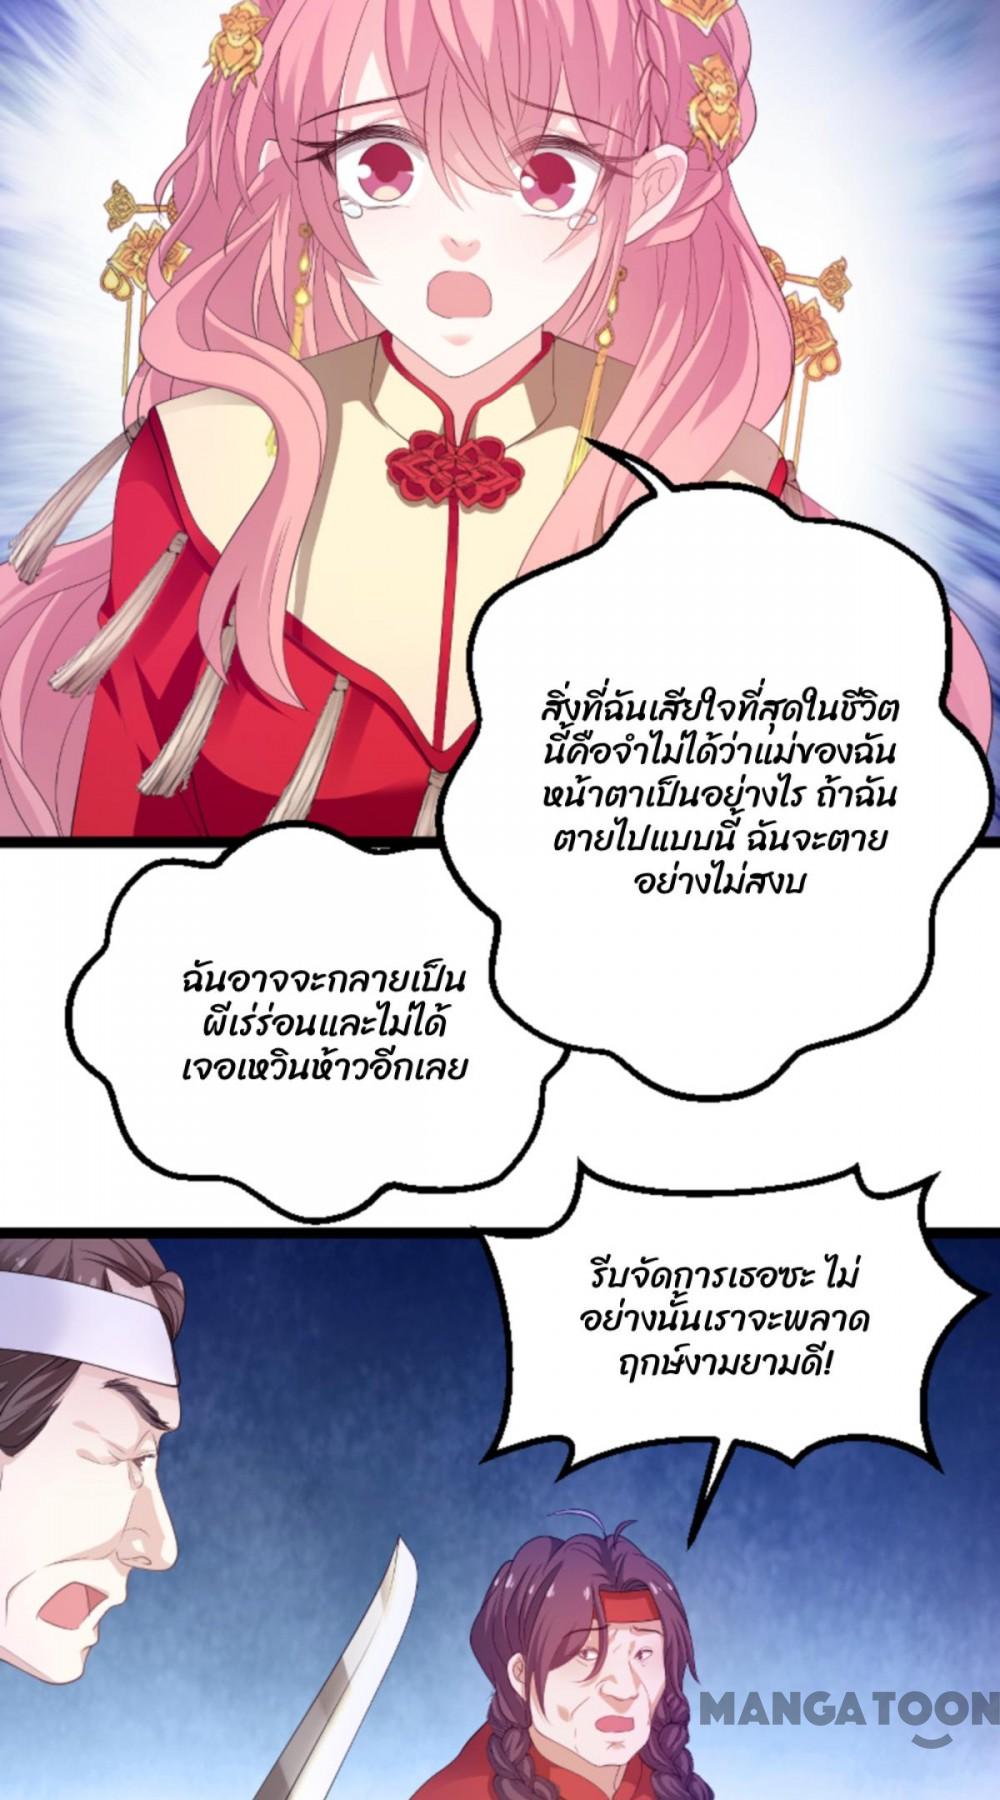 สิ่งที่ฉันเสียใจที่สุดในชีวิต
นี้คือจำไม่ได้ว่าแม่ของฉัน
หน้าตาเป็นอย่างไร ถ้าฉัน
ตายไปแบบนี้ ฉันจะตาย
อย่างไม่สงบ
ฉันอาจจะกลายเป็น
ผีเร่ร่อนและไม่ได้
เจอเหวินห้าวอีกเลย
รีบจัดการเธอซะ ไม่
อย่างนั้นเราจะพลาด
ฤกษ์งามยามดี!
MANGATOON